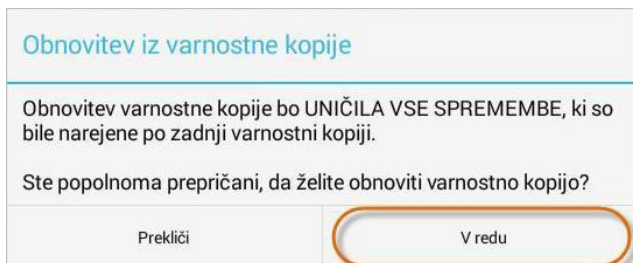 Obnovitev iz varnostne kopije
Obnovitev varnostne kopije bo UNIČILA VSE SPREMEMBE, ki so
bile narejene po zadnji varnostni kopiji.
Ste popolnoma prepričani, da želite obnoviti varnostno kopijo?
Prekliči
V redu